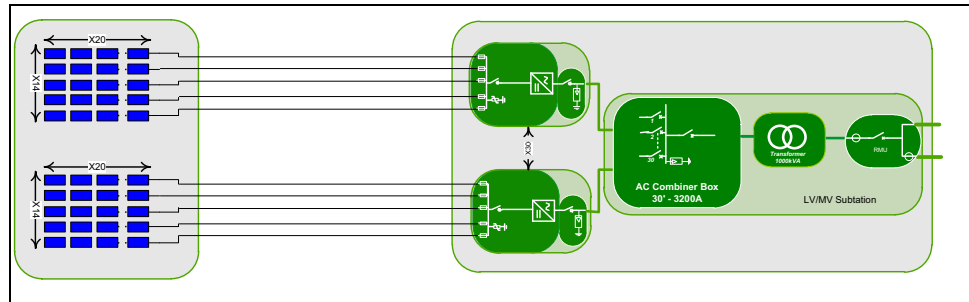 X20
X14
X20
X14
X30
1
2
30
AC Combiner Box
30' - 3200A
Transformer
1000kVA
RMU
LV/MV Subtation